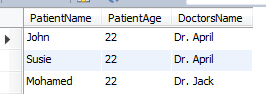 PatientName PatientAge DoctorsName
John 22 Dr. April
Susie 22 Dr. April
Mohamed 22 Dr. Jack